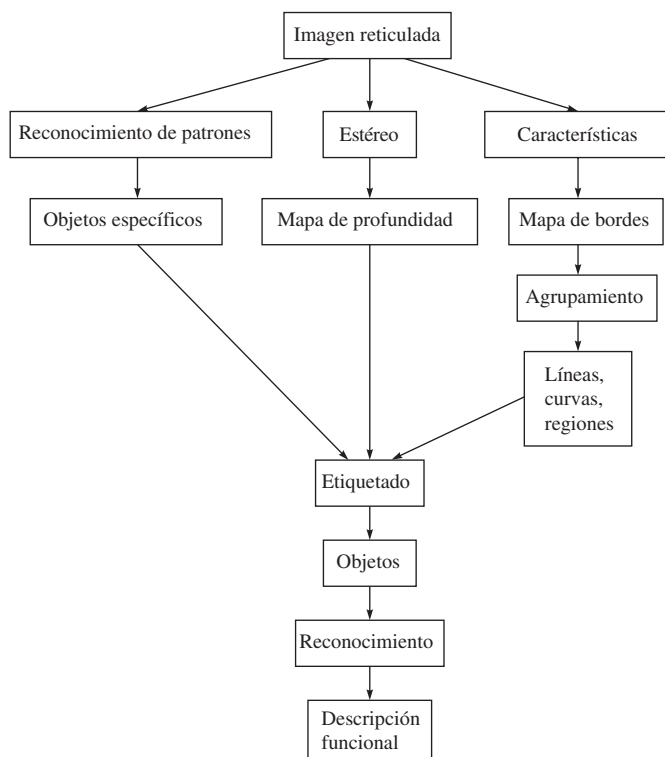 Imagen reticulada
Reconocimiento de patrones
Estéreo
Características
Objetos específicos
Mapa de profundidad
Mapa de bordes
Agrupamiento
Líneas,
curvas,
regiones
Etiquetado
Objetos
Reconocimiento
Descripción
funcional